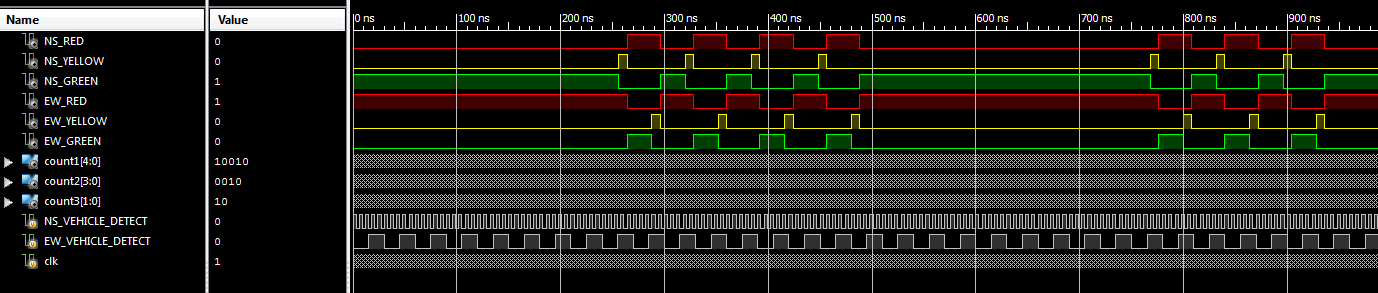 Name Value 0 ns 100 ns 200 ns 300 ns 400 ns 500 ns 600 ns 700 ns 800 ns 900 ns
NS_RED 0
NS_YELLOW 0
NS_GREEN 1
EW_RED 1
EW_YELLOW 0
EW_GREEN 0
count1[4:0] 10010
count2[3:0] 0010
count3[1:0] 10
NS_VEHICLE_DETECT 0
EW_VEHICLE_DETECT 0
clk 1